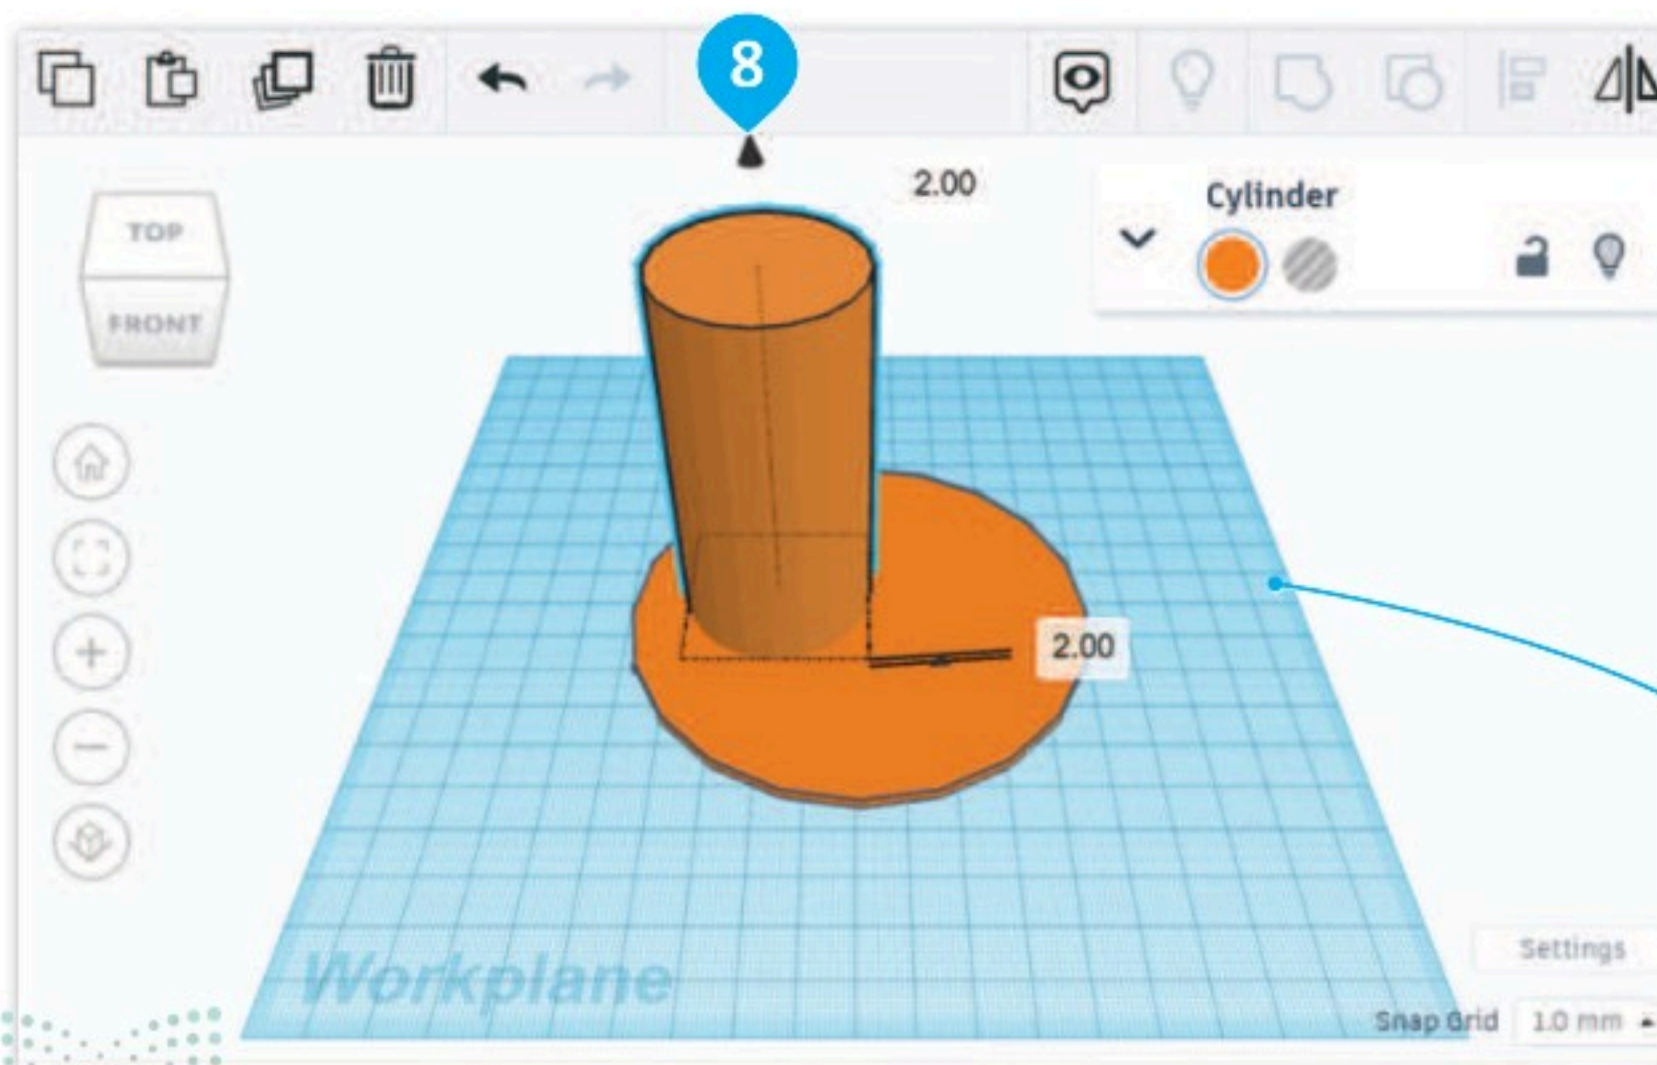 8
2.00
Cylinder
TOP
FRONT
2.00
Workplane
Settings
Snap Grid 1.0 mm